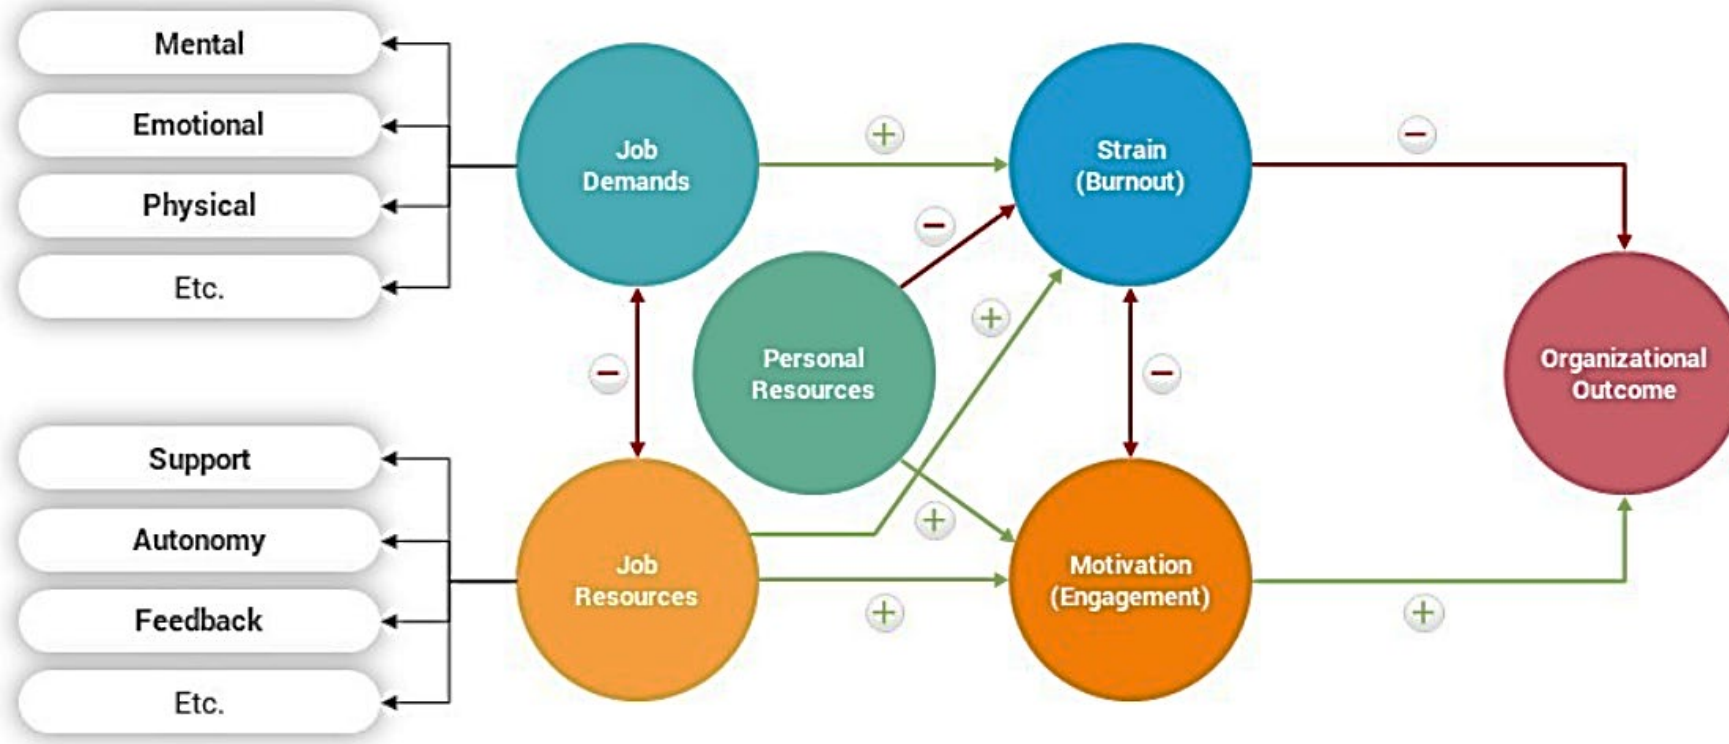 Mental
Emotional
Physical
Etc.
Support
Autonomy
Feedback
Etc.
Job
Demands
+
Strain
(Burnout)
−
−
Personal
Resources
+
−
−
Organizational
Outcome
+
Job
Resources
+
Motivation
(Engagement)
+